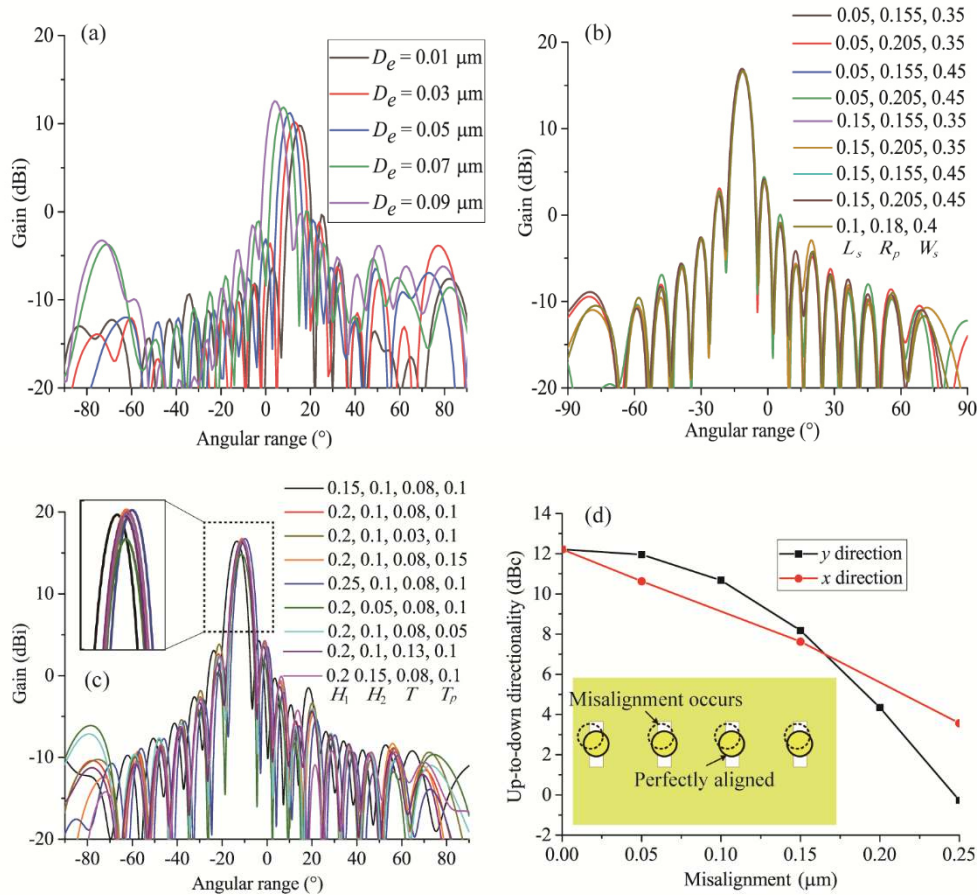 (a)
20
10
0
-10
-20
Gain (dBi)
-80 -60 -40 -20 0 20 40 60 80
Angular range (°)
De = 0.01 μm
De = 0.03 μm
De = 0.05 μm
De = 0.07 μm
De = 0.09 μm
(b)
20
10
0
-10
-20
Gain (dBi)
-90 -60 -30 0 30 60 90
Angular range (°)
0.05, 0.155, 0.35
0.05, 0.205, 0.35
0.05, 0.155, 0.45
0.05, 0.205, 0.45
0.15, 0.155, 0.35
0.15, 0.205, 0.35
0.15, 0.155, 0.45
0.15, 0.205, 0.45
0.1, 0.18, 0.4
Ls Rp Ws
(c)
20
10
0
-10
-20
Gain (dBi)
-80 -60 -40 -20 0 20 40 60 80
Angular range (°)
0.15, 0.1, 0.08, 0.1
0.2, 0.1, 0.08, 0.1
0.2, 0.1, 0.03, 0.1
0.2, 0.1, 0.08, 0.15
0.25, 0.1, 0.08, 0.1
0.2, 0.05, 0.08, 0.1
0.2, 0.1, 0.08, 0.05
0.2, 0.1, 0.13, 0.1
0.2 0.15, 0.08, 0.1
H1 H2 T Tp
(d)
14
12
10
8
6
4
2
0
-2
Up-to-down directionality (dBc)
0.00 0.05 0.10 0.15 0.20 0.25
Misalignment (μm)
y direction
x direction
Misalignment occurs
Perfectly aligned